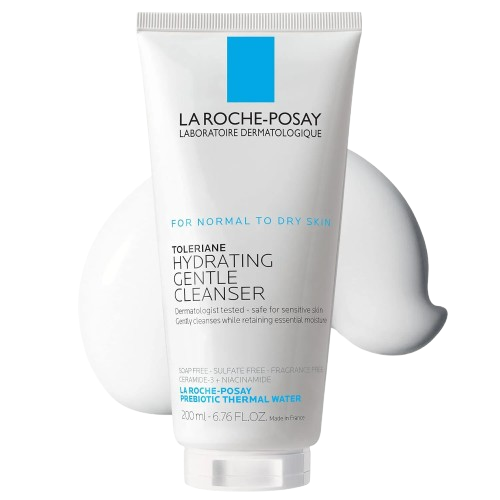 LA ROCHE-POSAY
LABORATOIRE DERMATOLOGIQUE
FOR NORMAL TO DRY SKIN
TOLERIANE
HYDRATING
GENTLE
CLEANSER
Dermatologist tested - safe for sensitive skin
Gently cleanses while retaining essential moisture
SOAP FREE - SULFATE FREE - FRAGRANCE FREE
CERAMIDE-3 + NIACINAMIDE
LA ROCHE-POSAY
PREBIOTIC THERMAL WATER
200 ml - 6.76 FL.OZ. Made in France